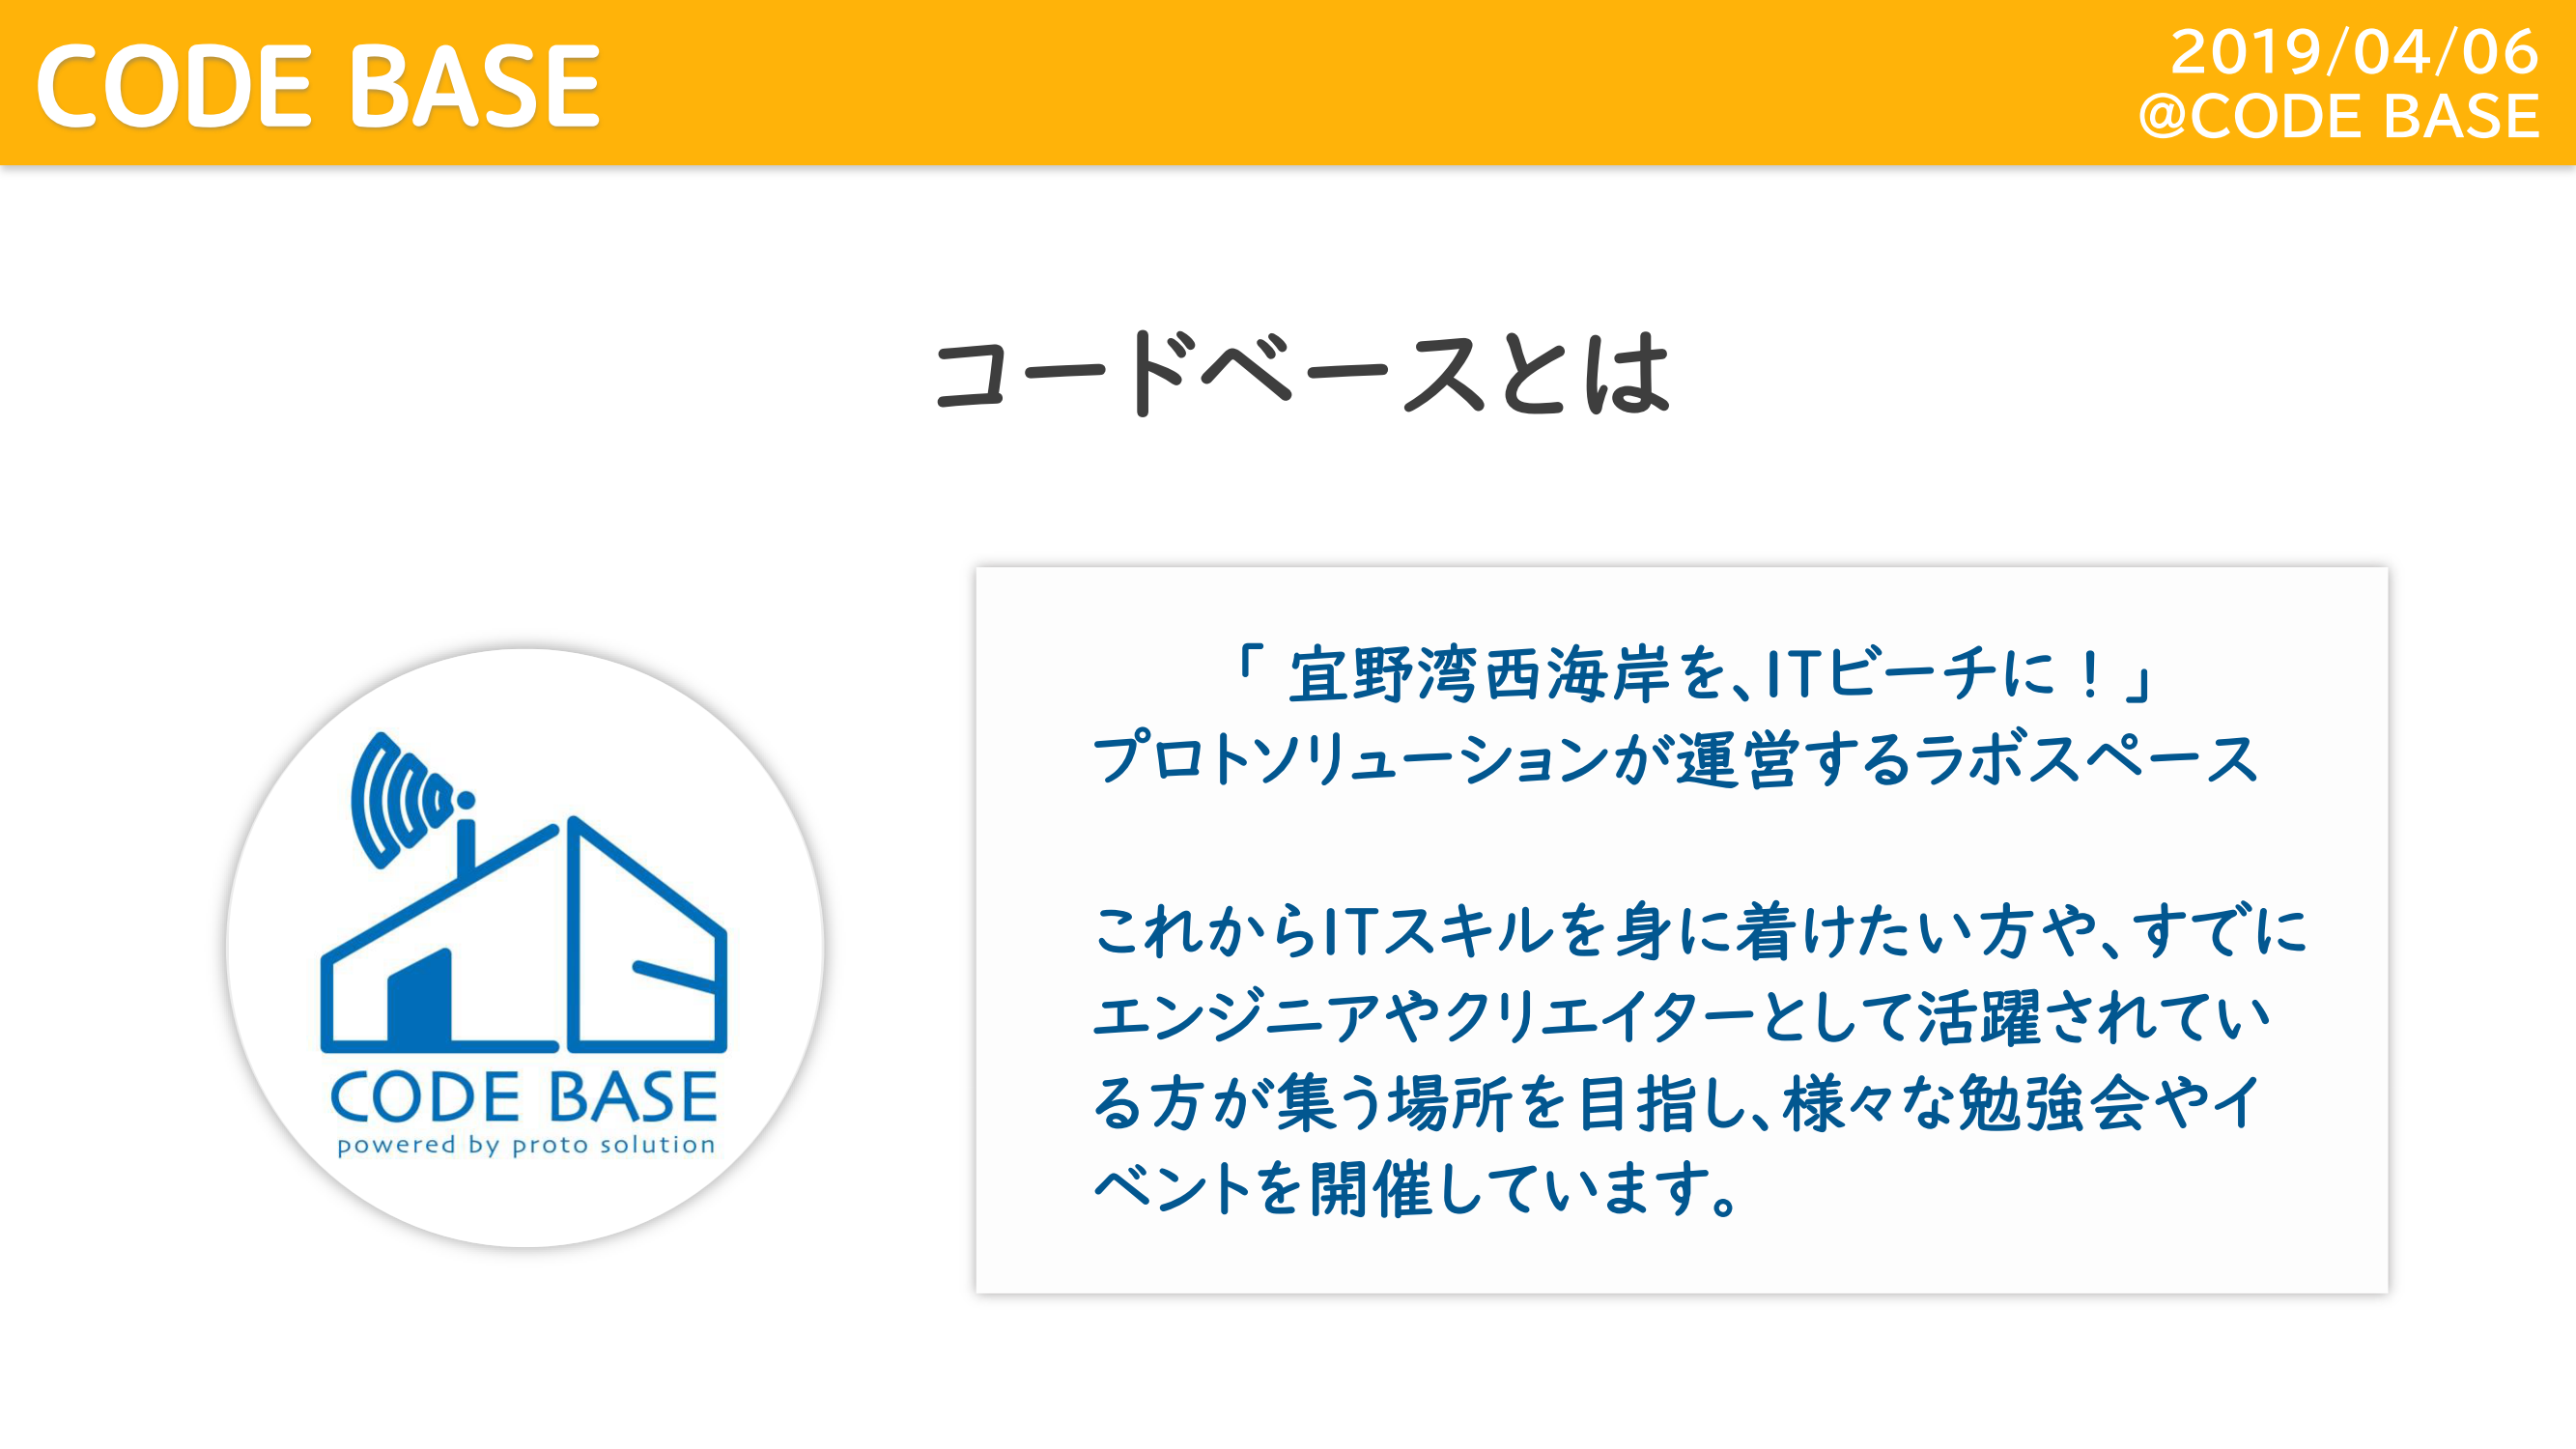 CODE BASE
2019/04/06
@CODE BASE
コードベースとは
「 宜野湾西海岸を、ITビーチに！」
プロトソリューションが運営するラボスペース
これからITスキルを身に着けたい方や、すでに
エンジニアやクリエイターとして活躍されてい
る方が集う場所を目指し、様々な勉強会やイ
ベントを開催しています。
CODE BASE
powered by proto solution